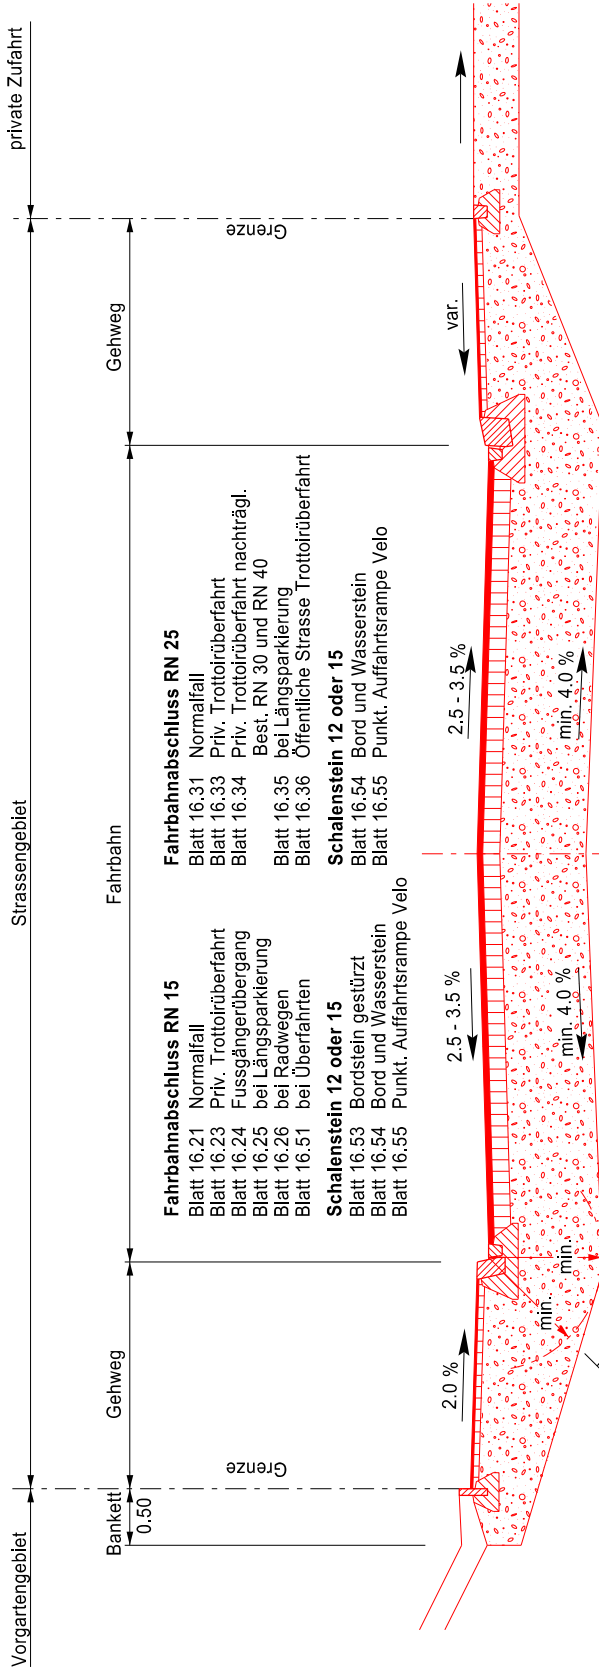 Vorgartengebiet
Strassengebiet
private Zufahrt
Bankett
0.50
Gehweg
Fahrbahn
Gehweg
Grenze
Grenze
Fahrbahnabschluss RN 15
Blatt 16.21 Normalfall
Blatt 16.23 Priv. Trottoirüberfahrt
Blatt 16.24 Fussgängerübergang
Blatt 16.25 bei Längsparkierung
Blatt 16.26 bei Radwegen
Blatt 16.51 bei Überfahrten
Schalenstein 12 oder 15
Blatt 16.53 Bordstein gestürzt
Blatt 16.54 Bord und Wasserstein
Blatt 16.55 Punkt. Auffahrtsrampe Velo
Fahrbahnabschluss RN 25
Blatt 16.31 Normalfall
Blatt 16.33 Priv. Trottoirüberfahrt
Blatt 16.34 Priv. Trottoirüberfahrt nachträgl.
Best. RN 30 und RN 40
Blatt 16.35 bei Längsparkierung
Blatt 16.36 Öffentliche Strasse Trottoirüberfahrt
Schalenstein 12 oder 15
Blatt 16.54 Bord und Wasserstein
Blatt 16.55 Punkt. Auffahrtsrampe Velo
2.0 %
2.5 - 3.5 %
2.5 - 3.5 %
var.
min.
min.
min. 4.0 %
min. 4.0 %